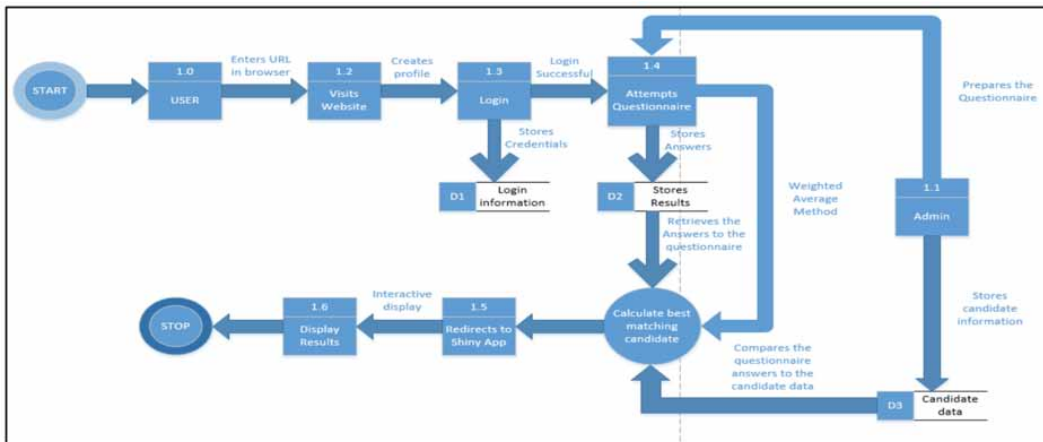 START
1.0
USER
Enters URL
in browser
1.2
Visits
Website
Creates
profile
1.3
Login
Login
Successful
1.4
Attempts
Questionnaire
Prepares the
Questionnaire
Stores
Credentials
Stores
Answers
D1
Login
information
D2
Stores
Results
Weighted
Average
Method
1.1
Admin
Retrieves the
Answers to the
questionnaire
STOP
1.6
Display
Results
Interactive
display
1.5
Redirects to
Shiny App
Calculate best
matching
candidate
Stores
candidate
information
Compares the
questionnaire
answers to the
candidate data
D3
Candidate
data